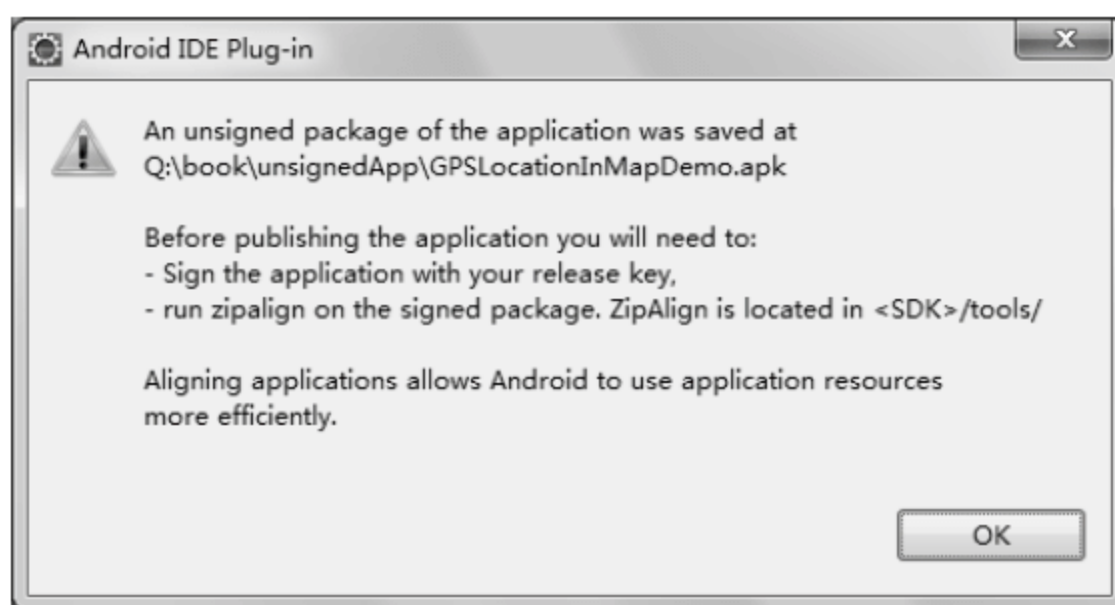 Android IDE Plug-in
An unsigned package of the application was saved at
Q:\book\unsignedApp\GPSLocationInMapDemo.apk
Before publishing the application you will need to:
- Sign the application with your release key,
- run zipalign on the signed package. ZipAlign is located in <SDK>/tools/
Aligning applications allows Android to use application resources
more efficiently.
OK